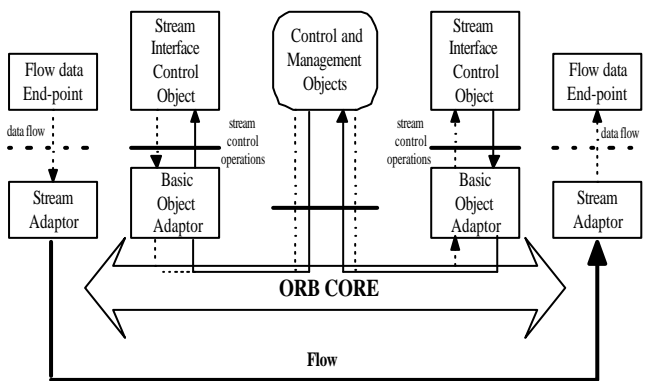 Flow data
End-point
Stream
Interface
Control
Object
Control and
Management
Objects
Stream
Interface
Control
Object
Flow data
End-point
data flow
stream
control
operations
stream
control
operations
data flow
Stream
Adaptor
Basic
Object
Adaptor
Basic
Object
Adaptor
Stream
Adaptor
ORB CORE
Flow